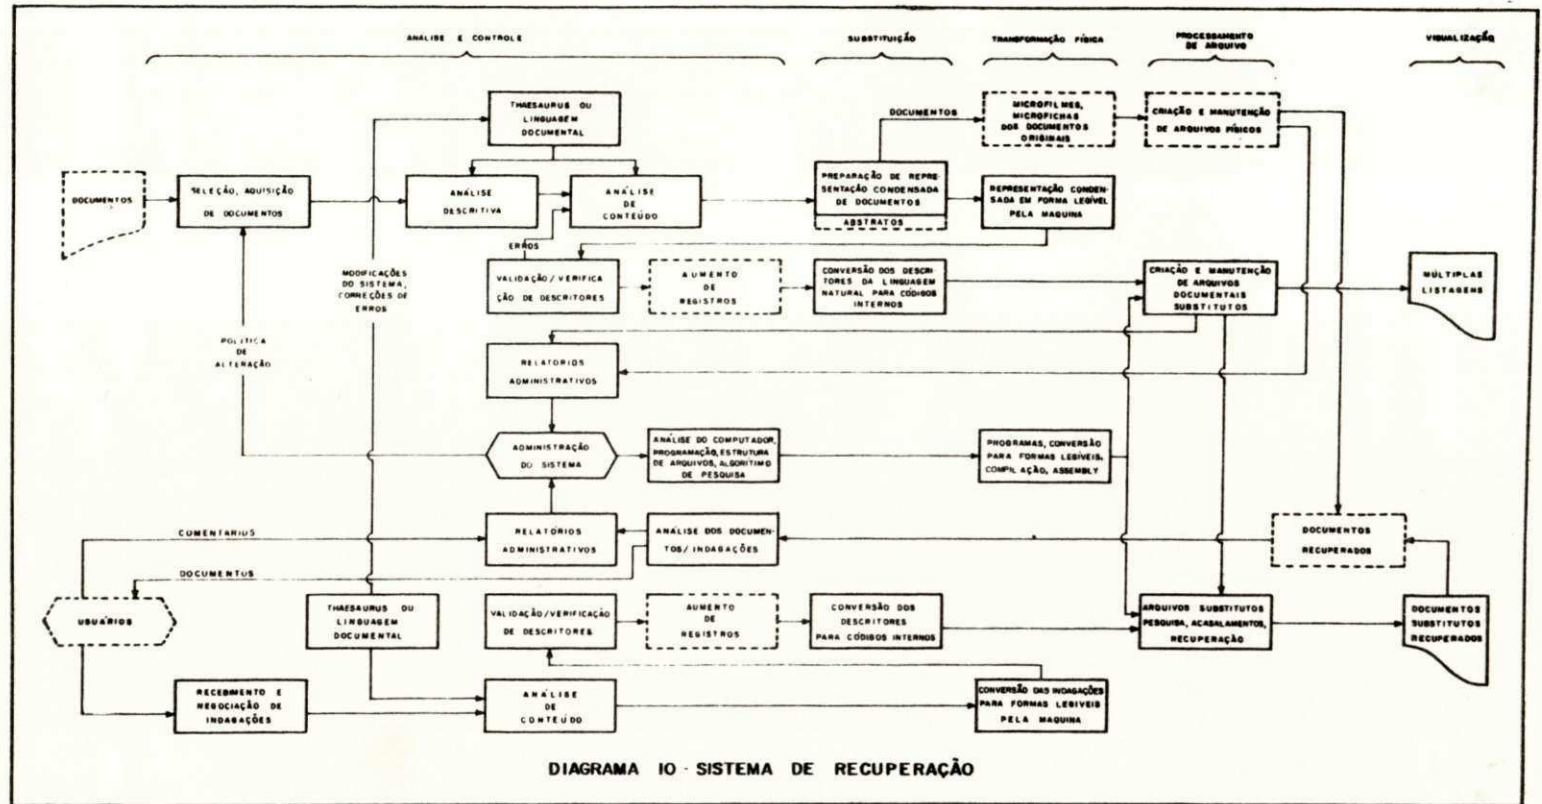 ANÁLISE E CONTROLE
SUBSTITUIÇÃO
TRANSFORMAÇÃO FÍSICA
PROCESSAMENTO
DE ARQUIVO
VISUALIZAÇÃO
THAESAURUS OU
LINGUAGEM
DOCUMENTAL
DOCUMENTOS
MICROFILMES,
MICROFICHAS
DOS DOCUMENTOS
ORIGINAIS
CRIAÇÃO E MANUTENÇÃO
DE ARQUIVOS FÍSICOS
DOCUMENTOS
SELEÇÃO, AQUISIÇÃO
DE DOCUMENTOS
ANÁLISE
DESCRITIVA
ANÁLISE
DE
CONTEÚDO
PREPARAÇÃO DE REPRE-
SENTAÇÃO CONDENSADA
DE DOCUMENTOS
ABSTRATOS
REPRESENTAÇÃO CONDEN-
SADA EM FORMA LEGÍVEL
PELA MAQUINA
ERROS
MODIFICAÇÕES
DO SISTEMA,
CORREÇÕES DE
ERROS
VALIDAÇÃO/VERIFICA
ÇÃO DE DESCRITORES
AUMENTO
DE
REGISTROS
CONVERSÃO DOS DESCRI-
TORES DA LINGUAGEM
NATURAL PARA CÓDIGOS
INTERNOS
CRIAÇÃO E MANUTENÇÃO
DE ARQUIVOS
DOCUMENTAIS
SUBSTITUTOS
MÚLTIPLAS
LISTAGENS
POLÍTICA
DE
ALTERAÇÃO
RELATÓRIOS
ADMINISTRATIVOS
ADMINISTRAÇÃO
DO SISTEMA
ANÁLISE DO COMPUTADOR,
PROGRAMAÇÃO, ESTRUTURA
DE ARQUIVOS, ALGORÍTIMO
DE PESQUISA
PROGRAMAS, CONVERSÃO
PARA FORMAS LEGÍVEIS,
COMPILAÇÃO, ASSEMBLY
COMENTÁRIOS
RELATÓRIOS
ADMINISTRATIVOS
ANÁLISE DOS DOCUMEN-
TOS/ INDAGAÇÕES
DOCUMENTOS
RECUPERADOS
DOCUMENTOS
USUÁRIOS
THAESAURUS OU
LINGUAGEM
DOCUMENTAL
VALIDAÇÃO/VERIFICAÇÃO
DE DESCRITORES
AUMENTO
DE
REGISTROS
CONVERSÃO DOS
DESCRITORES
PARA CÓDIGOS INTERNOS
ARQUIVOS SUBSTITUTOS
PESQUISA, ACASALAMENTOS,
RECUPERAÇÃO
DOCUMENTOS
SUBSTITUTOS
RECUPERADOS
RECEBIMENTO E
NEGOCIAÇÃO DE
INDAGAÇÕES
ANÁLISE
DE
CONTEÚDO
CONVERSÃO DAS INDAGAÇÕES
PARA FORMAS LEGIVEIS
PELA MAQUINA
DIAGRAMA 10 - SISTEMA DE RECUPERAÇÃO